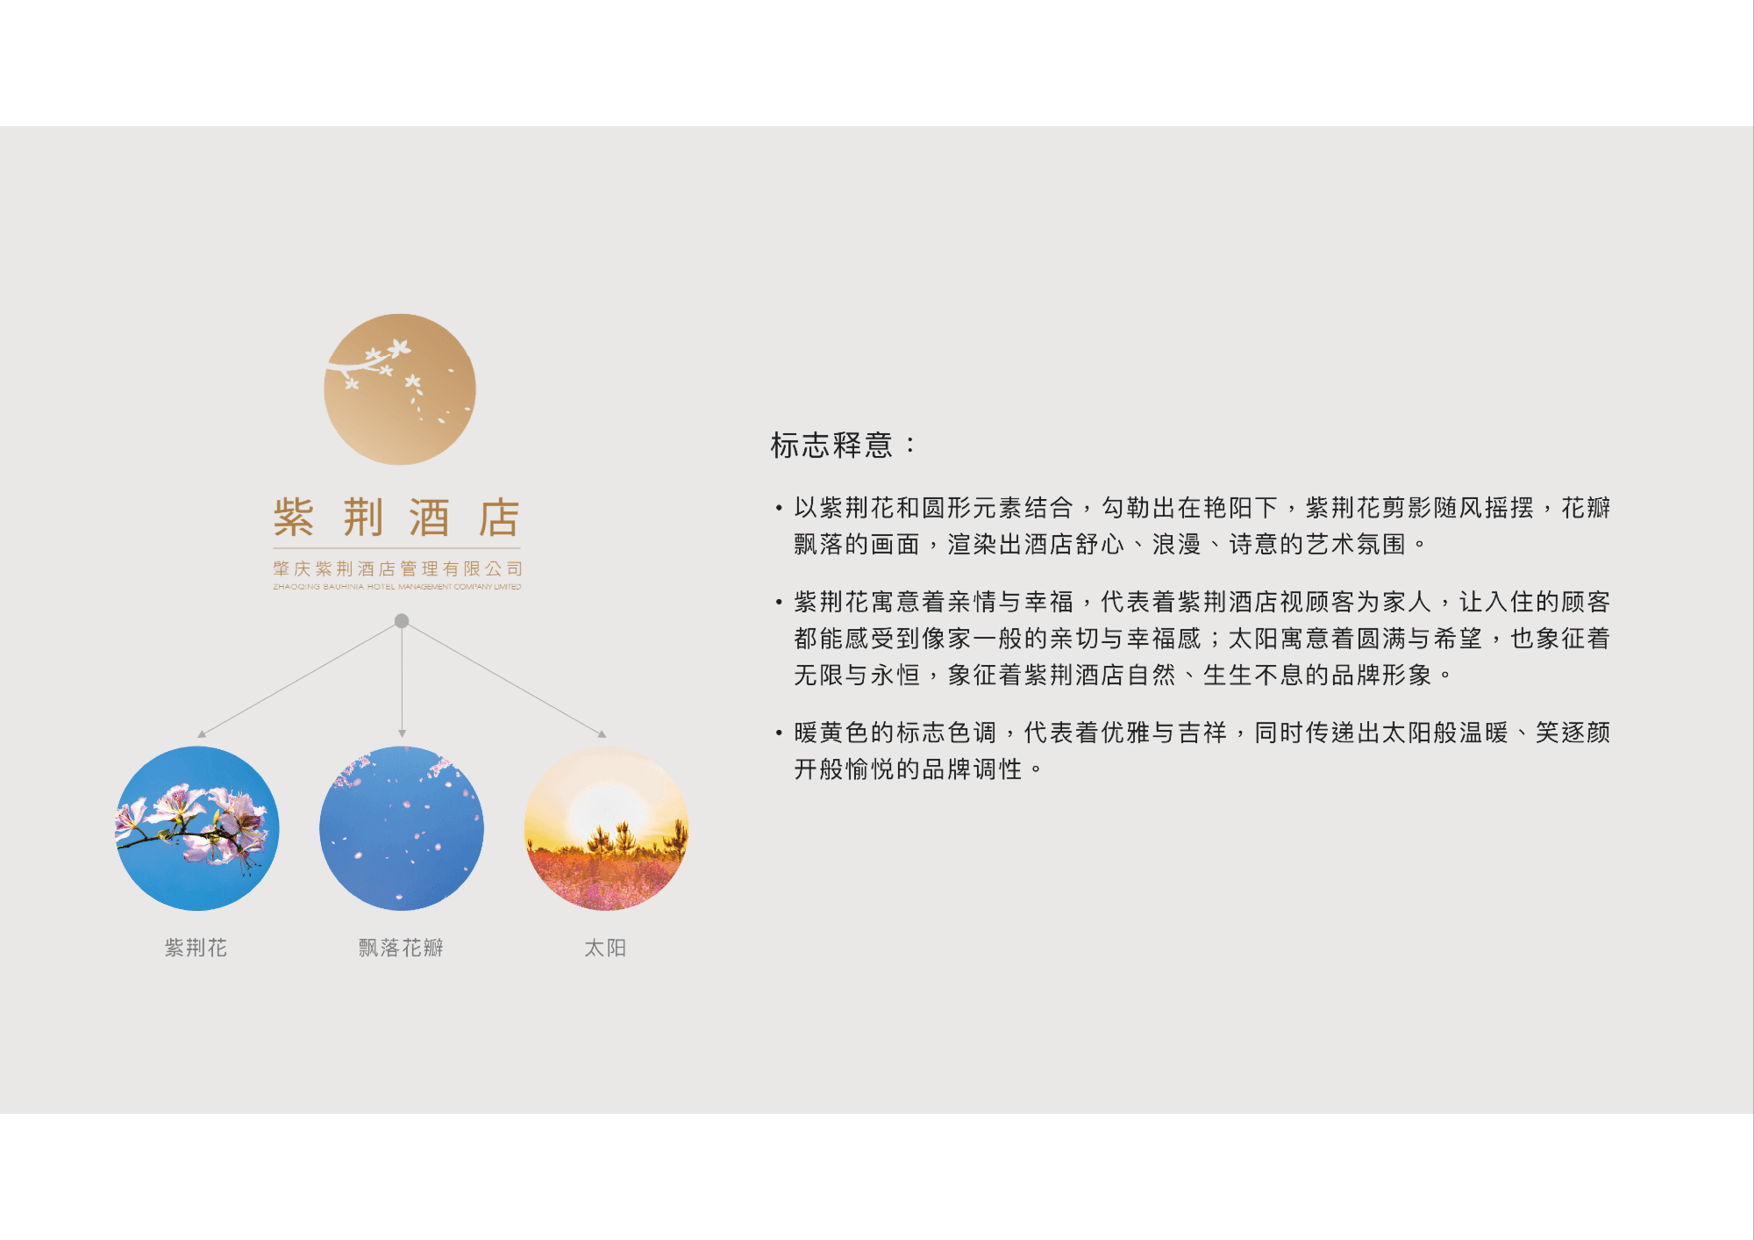 紫荆酒店
肇庆紫荆酒店管理有限公司
ZHAOQING BAUHINIA HOTEL MANAGEMENT COMPANY LIMITED
紫荆花
飘落花瓣
太阳
标志释意：
•以紫荆花和圆形元素结合，勾勒出在艳阳下，紫荆花剪影随风摇摆，花瓣
飘落的画面，渲染出酒店舒心、浪漫、诗意的艺术氛围。
•紫荆花寓意着亲情与幸福，代表着紫荆酒店视顾客为家人，让入住的顾客
都能感受到像家一般的亲切与幸福感；太阳寓意着圆满与希望，也象征着
无限与永恒，象征着紫荆酒店自然、生生不息的品牌形象。
•暖黄色的标志色调，代表着优雅与吉祥，同时传递出太阳般温暖、笑逐颜
开般愉悦的品牌调性。